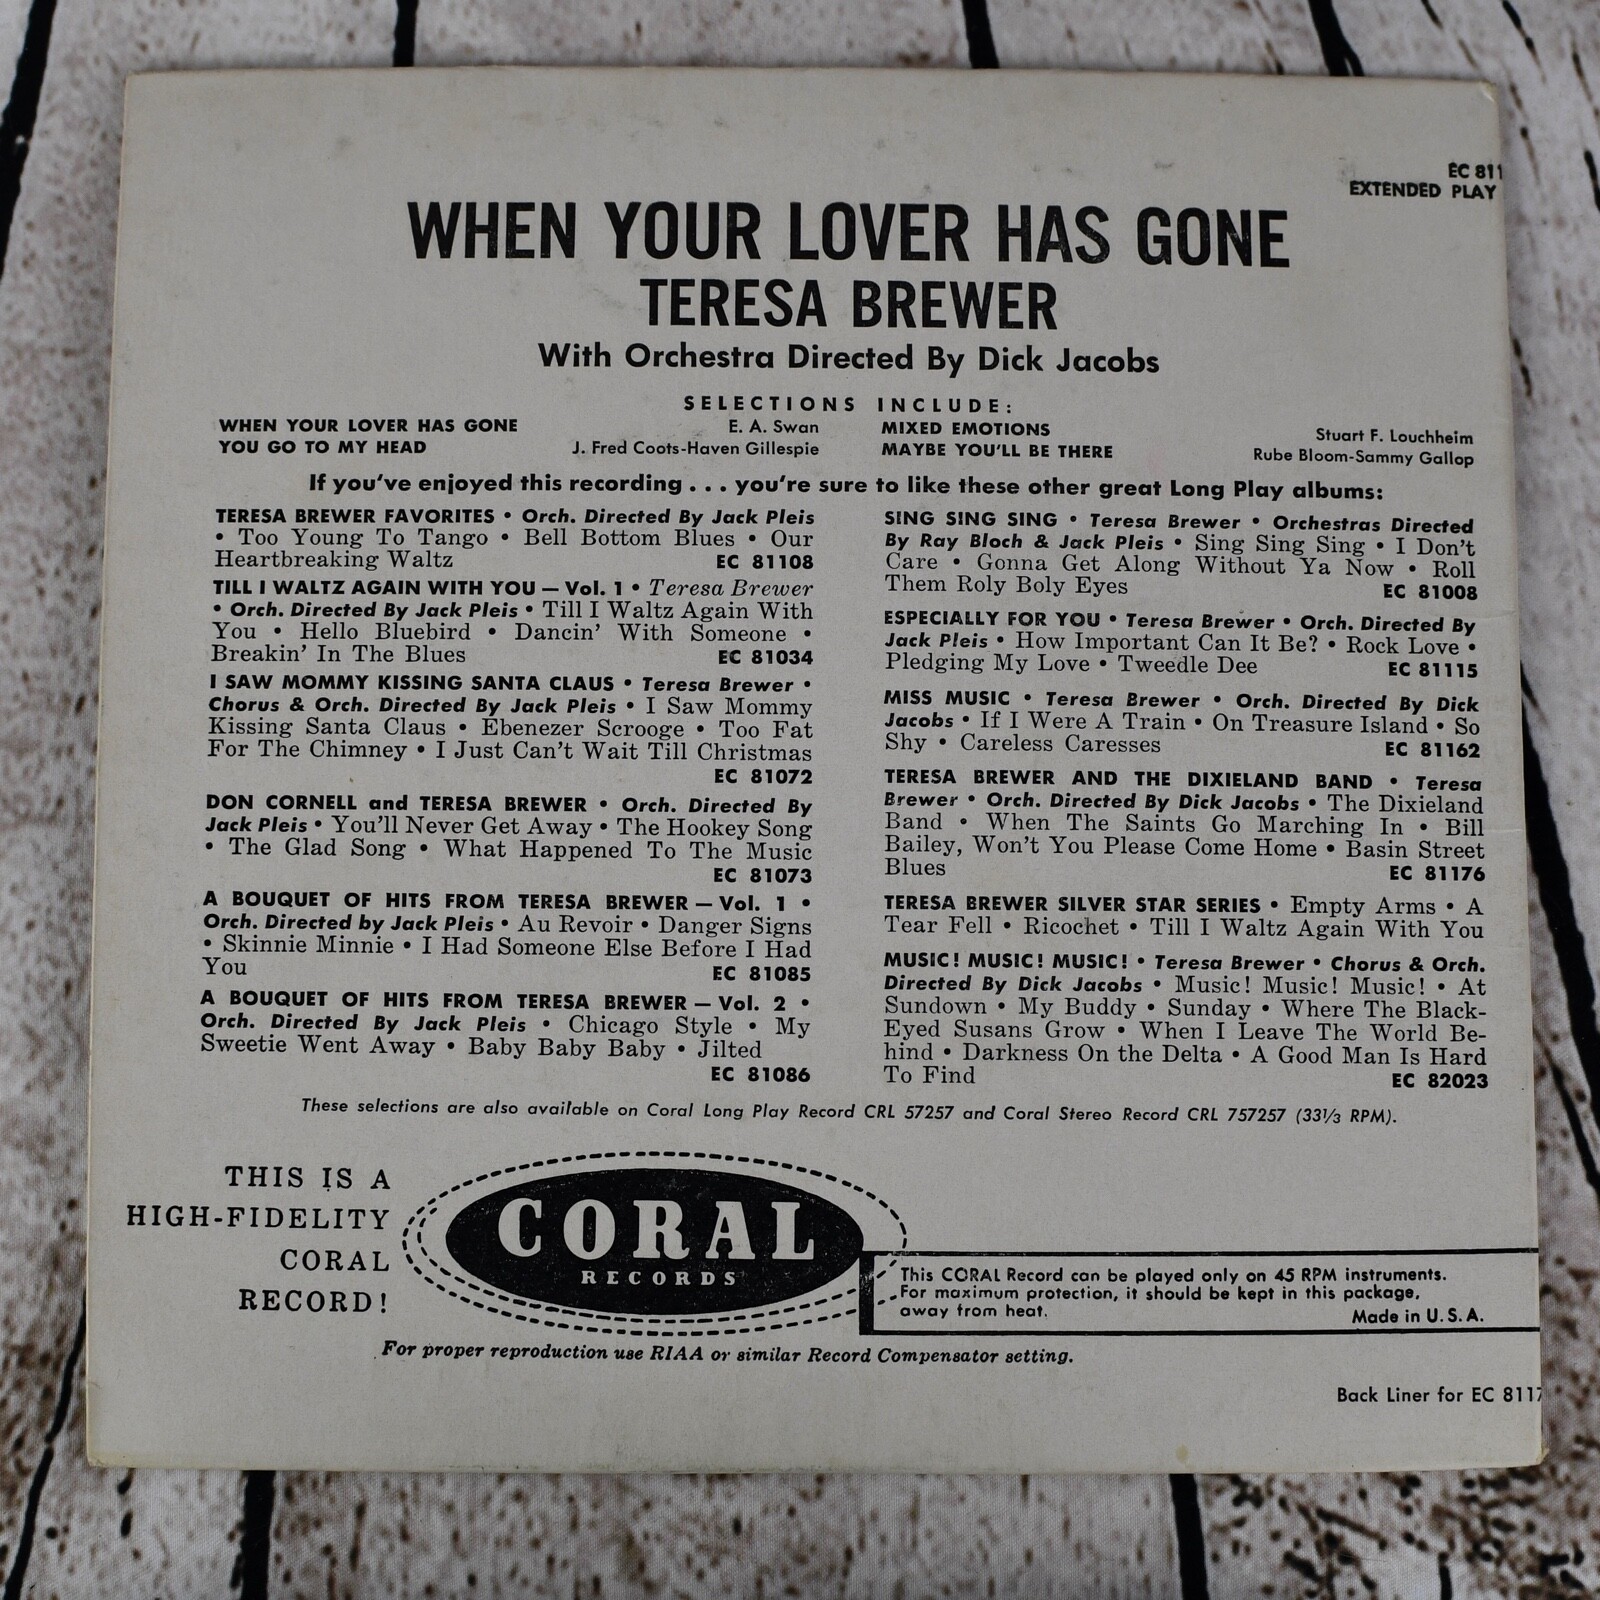 EC 811
EXTENDED PLAY
WHEN YOUR LOVER HAS GONE
TERESA BREWER
With Orchestra Directed By Dick Jacobs
SELECTIONS INCLUDE:
WHEN YOUR LOVER HAS GONE E. A. Swan
YOU GO TO MY HEAD J. Fred Coots-Haven Gillespie
MIXED EMOTIONS Stuart F. Louchheim
MAYBE YOU'LL BE THERE Rube Bloom-Sammy Gallop
If you've enjoyed this recording . . . you're sure to like these other great Long Play albums:
TERESA BREWER FAVORITES • Orch. Directed By Jack Pleis
• Too Young To Tango • Bell Bottom Blues • Our
Heartbreaking Waltz EC 81108
TILL I WALTZ AGAIN WITH YOU — Vol. 1 • Teresa Brewer
• Orch. Directed By Jack Pleis • Till I Waltz Again With
You • Hello Bluebird • Dancin' With Someone •
Breakin' In The Blues EC 81034
I SAW MOMMY KISSING SANTA CLAUS • Teresa Brewer •
Chorus & Orch. Directed By Jack Pleis • I Saw Mommy
Kissing Santa Claus • Ebenezer Scrooge • Too Fat
For The Chimney • I Just Can't Wait Till Christmas
EC 81072
DON CORNELL and TERESA BREWER • Orch. Directed By
Jack Pleis • You'll Never Get Away • The Hookey Song
• The Glad Song • What Happened To The Music
EC 81073
A BOUQUET OF HITS FROM TERESA BREWER — Vol. 1 •
Orch. Directed by Jack Pleis • Au Revoir • Danger Signs
• Skinnie Minnie • I Had Someone Else Before I Had
You EC 81085
A BOUQUET OF HITS FROM TERESA BREWER — Vol. 2 •
Orch. Directed By Jack Pleis • Chicago Style • My
Sweetie Went Away • Baby Baby Baby • Jilted
EC 81086
SING SING SING • Teresa Brewer • Orchestras Directed
By Ray Bloch & Jack Pleis • Sing Sing Sing • I Don't
Care • Gonna Get Along Without Ya Now • Roll
Them Roly Boly Eyes EC 81008
ESPECIALLY FOR YOU • Teresa Brewer • Orch. Directed By
Jack Pleis • How Important Can It Be? • Rock Love •
Pledging My Love • Tweedle Dee EC 81115
MISS MUSIC • Teresa Brewer • Orch. Directed By Dick
Jacobs • If I Were A Train • On Treasure Island • So
Shy • Careless Caresses EC 81162
TERESA BREWER AND THE DIXIELAND BAND • Teresa
Brewer • Orch. Directed By Dick Jacobs • The Dixieland
Band • When The Saints Go Marching In • Bill
Bailey, Won't You Please Come Home • Basin Street
Blues EC 81176
TERESA BREWER SILVER STAR SERIES • Empty Arms • A
Tear Fell • Ricochet • Till I Waltz Again With You
MUSIC! MUSIC! MUSIC! • Teresa Brewer • Chorus & Orch.
Directed By Dick Jacobs • Music! Music! Music! • At
Sundown • My Buddy • Sunday • Where The Black-
Eyed Susans Grow • When I Leave The World Be-
hind • Darkness On the Delta • A Good Man Is Hard
To Find EC 82023
These selections are also available on Coral Long Play Record CRL 57257 and Coral Stereo Record CRL 757257 (33⅓ RPM).
THIS IS A
HIGH-FIDELITY
CORAL
RECORD!
CORAL
RECORDS
This CORAL Record can be played only on 45 RPM instruments.
For maximum protection, it should be kept in this package,
away from heat. Made in U. S. A.
For proper reproduction use RIAA or similar Record Compensator setting.
Back Liner for EC 8117